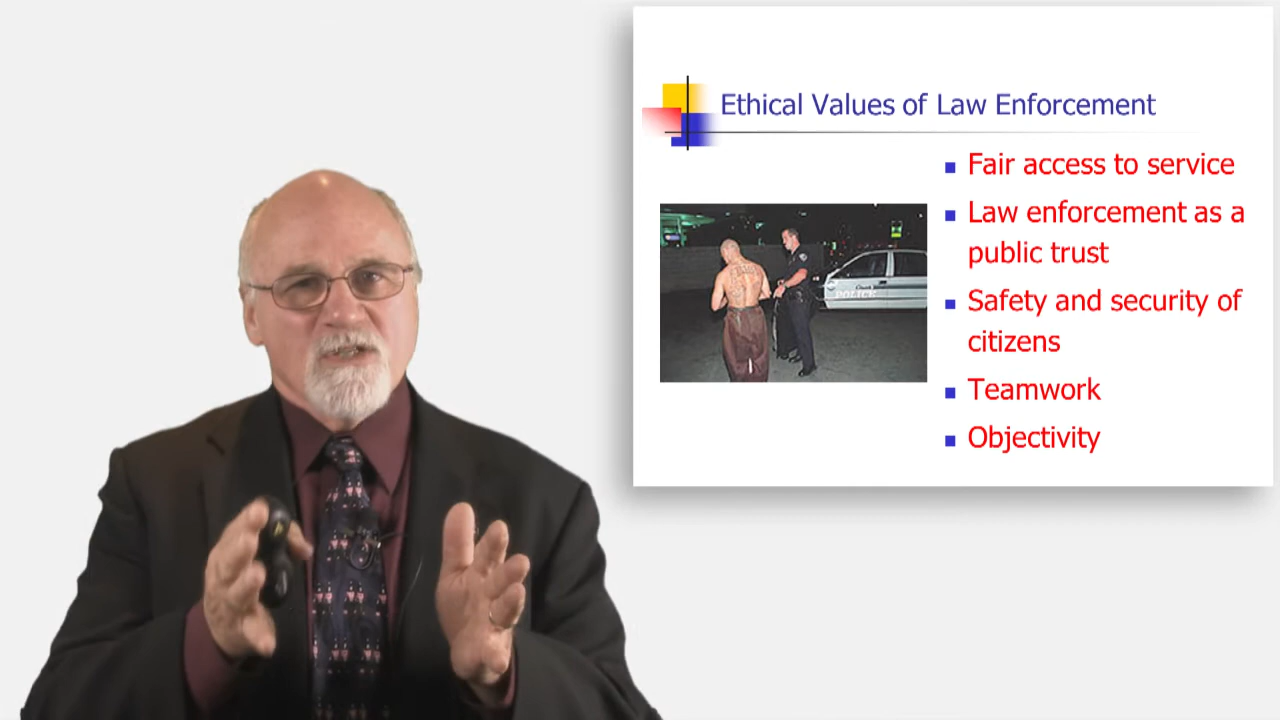 Ethical Values of Law Enforcement
Fair access to service
Law enforcement as a
public trust
Safety and security of
citizens
Teamwork
Objectivity
POLICE